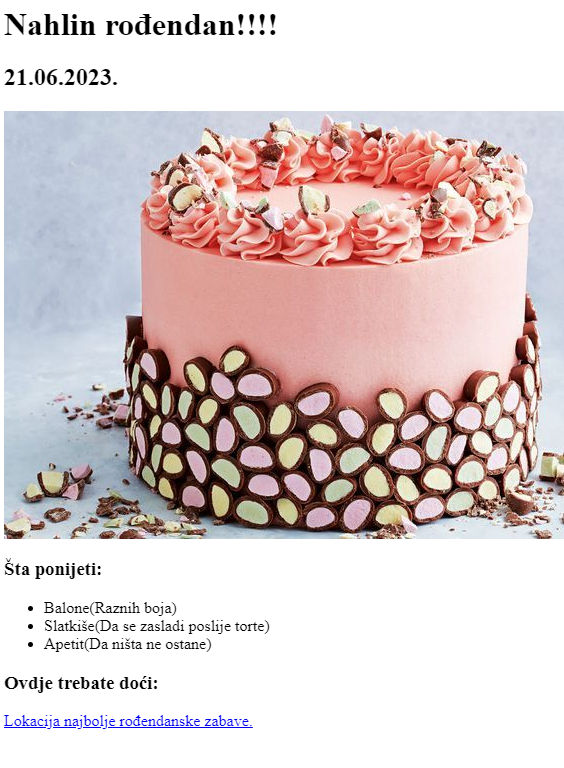 Nahlin rođendan!!!!
21.06.2023.
Šta ponijeti:
Balone(Raznih boja)
Slatkiše(Da se zasladi poslije torte)
Apetit(Da ništa ne ostane)
Ovdje trebate doći:
Lokacija najbolje rođendanske zabave.